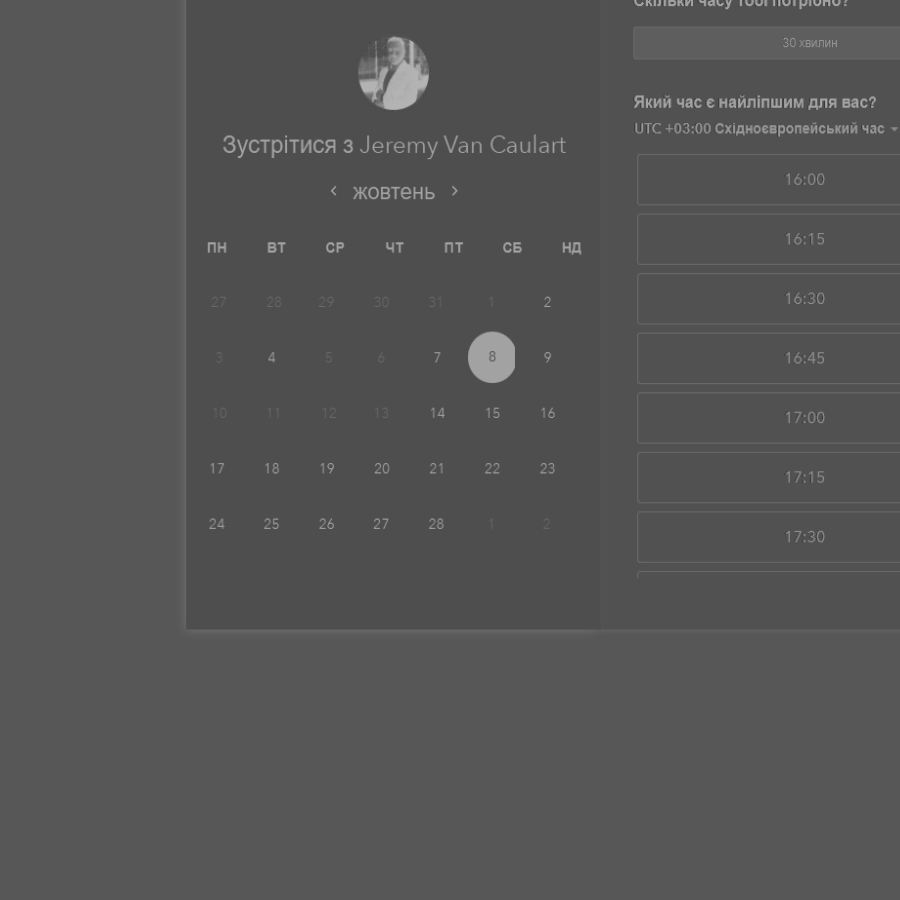 Скільки часу тобі потрібно?
30 хвилин
Зустрітися з Jeremy Van Caulart
жовтень
ПН ВТ СР ЧТ ПТ СБ НД
27 28 29 30 31 1 2
3 4 5 6 7 8 9
10 11 12 13 14 15 16
17 18 19 20 21 22 23
24 25 26 27 28 1 2
Який час є найліпшим для вас?
UTC +03:00 Східноєвропейський час
16:00
16:15
16:30
16:45
17:00
17:15
17:30